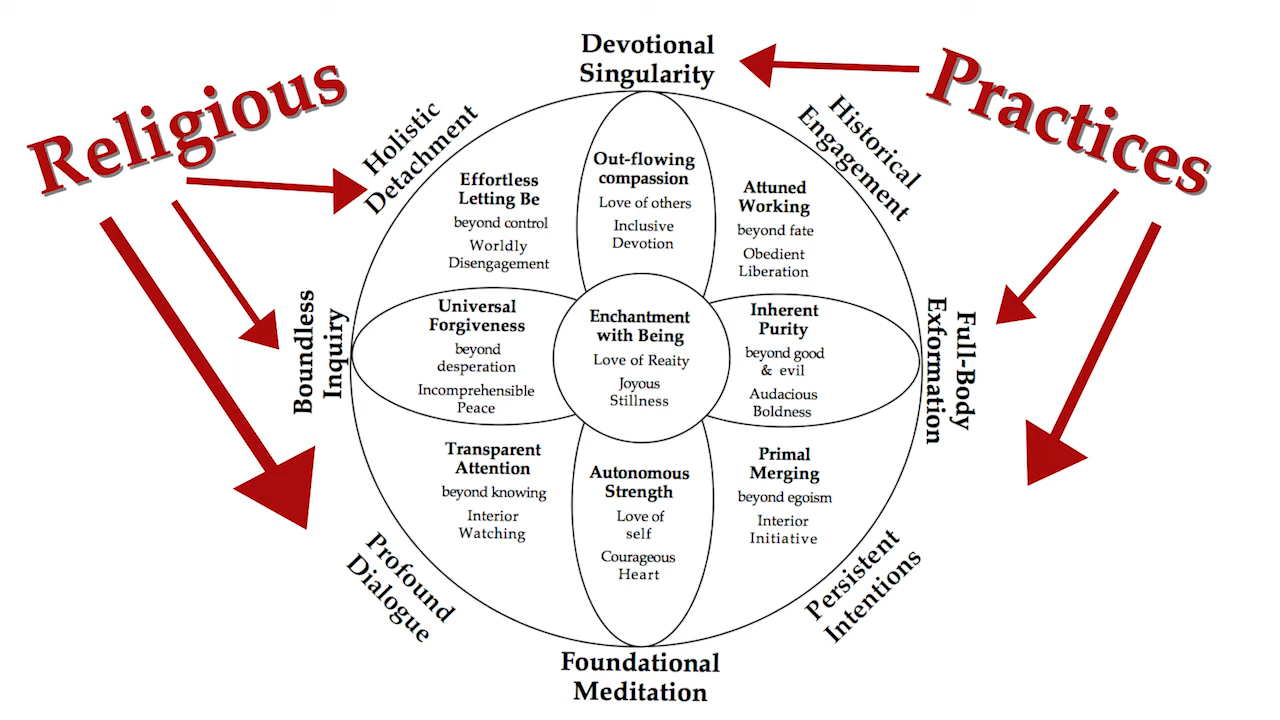 Religious
Practices
Devotional
Singularity
Holistic
Detachment
Historical
Engagement
Effortless
Letting Be
beyond control
Worldly
Disengagement
Out-flowing
compassion
Love of others
Inclusive
Devotion
Attuned
Working
beyond fate
Obedient
Liberation
Boundless
Inquiry
Universal
Forgiveness
beyond
desperation
Incomprehensible
Peace
Enchantment
with Being
Love of Reaity
Joyous
Stillness
Inherent
Purity
beyond good
& evil
Audacious
Boldness
Full-Body
Exformation
Transparent
Attention
beyond knowing
Interior
Watching
Autonomous
Strength
Love of
self
Courageous
Heart
Primal
Merging
beyond egoism
Interior
Initiative
Profound
Dialogue
Persistent
Intentions
Foundational
Meditation